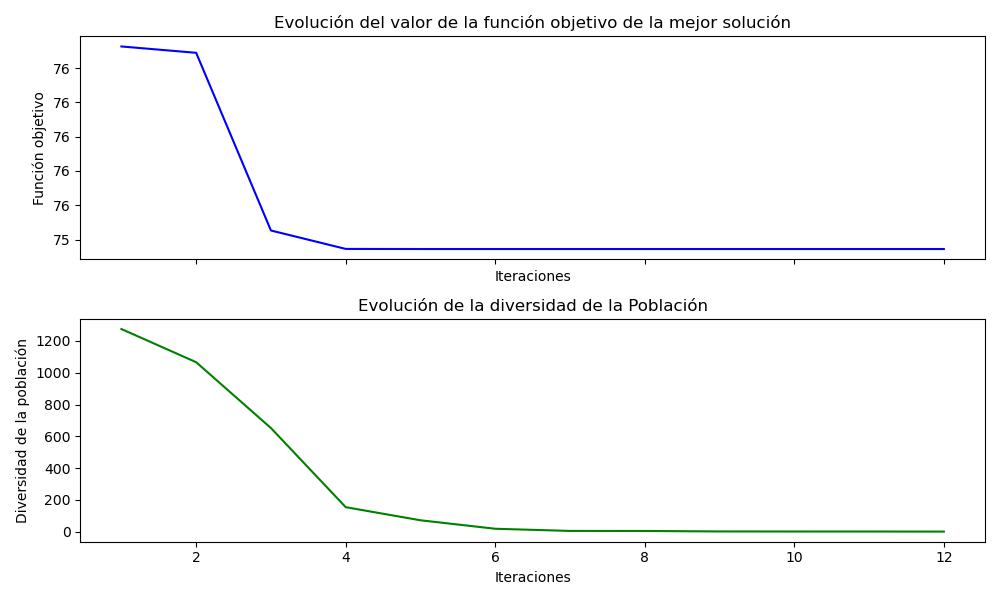 Evolución del valor de la función objetivo de la mejor solución
Función objetivo
76
76
76
76
76
75
Iteraciones
Evolución de la diversidad de la Población
Diversidad de la población
1200
1000
800
600
400
200
0
2 4 6 8 10 12
Iteraciones